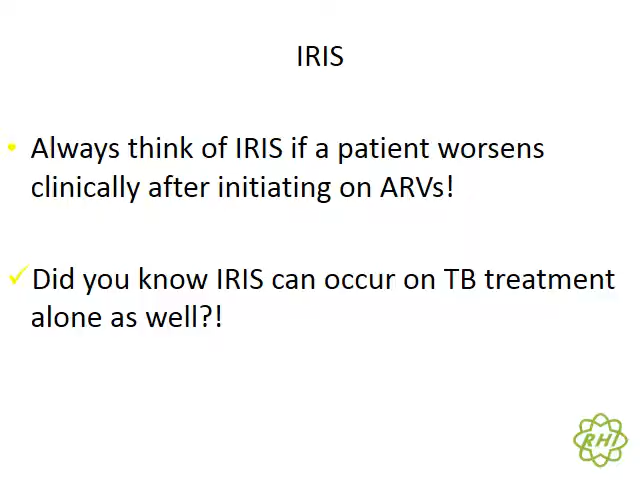 IRIS
• Always think of IRIS if a patient worsens
clinically after initiating on ARVs!
✓Did you know IRIS can occur on TB treatment
alone as well?!
RHI